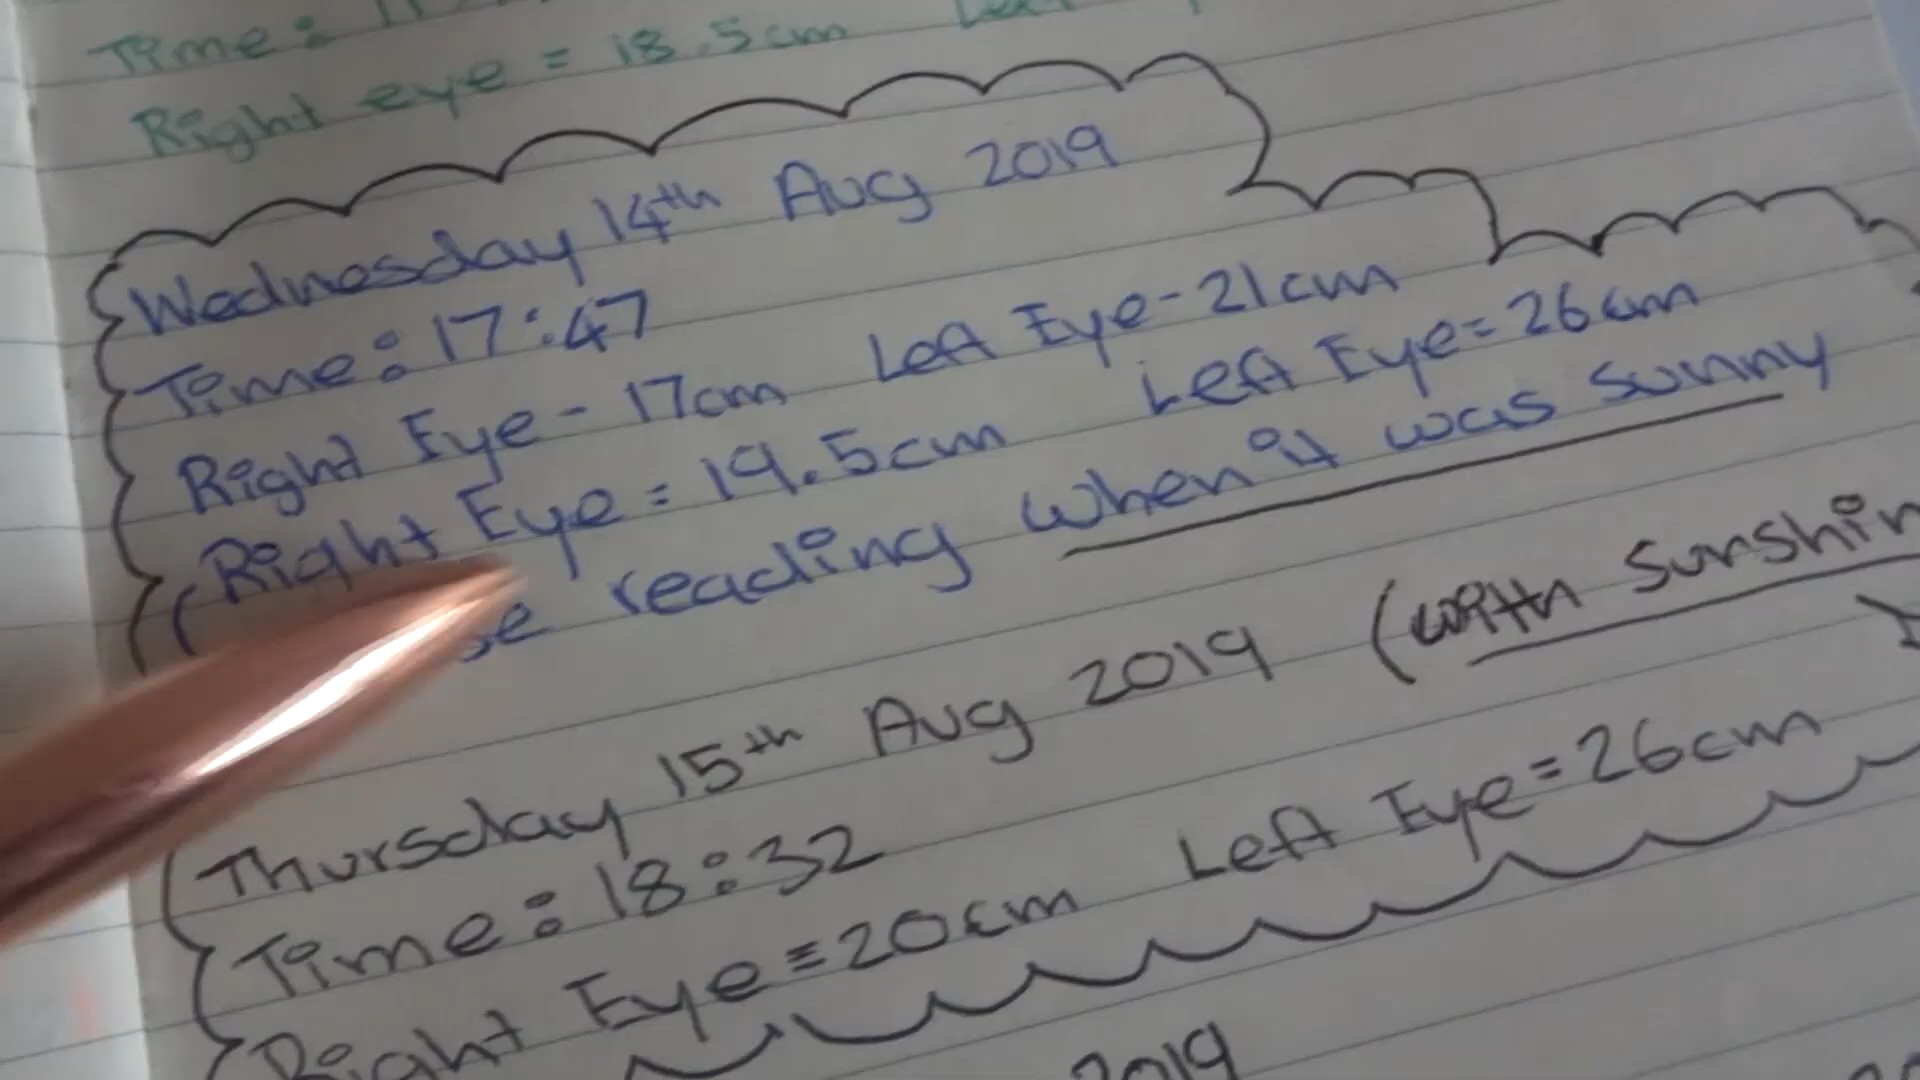 Time:
Right eye = 18.5cm
Wednesday 14th Aug 2019
Time: 17:47
Right Eye - 17cm Left Eye - 21cm
Right Eye = 19.5cm Left Eye = 26cm
reading when it was sunny
Thursday 15th Aug 2019 (with
Time: 18:32
Right Eye = 20cm Left Eye = 26cm
2019